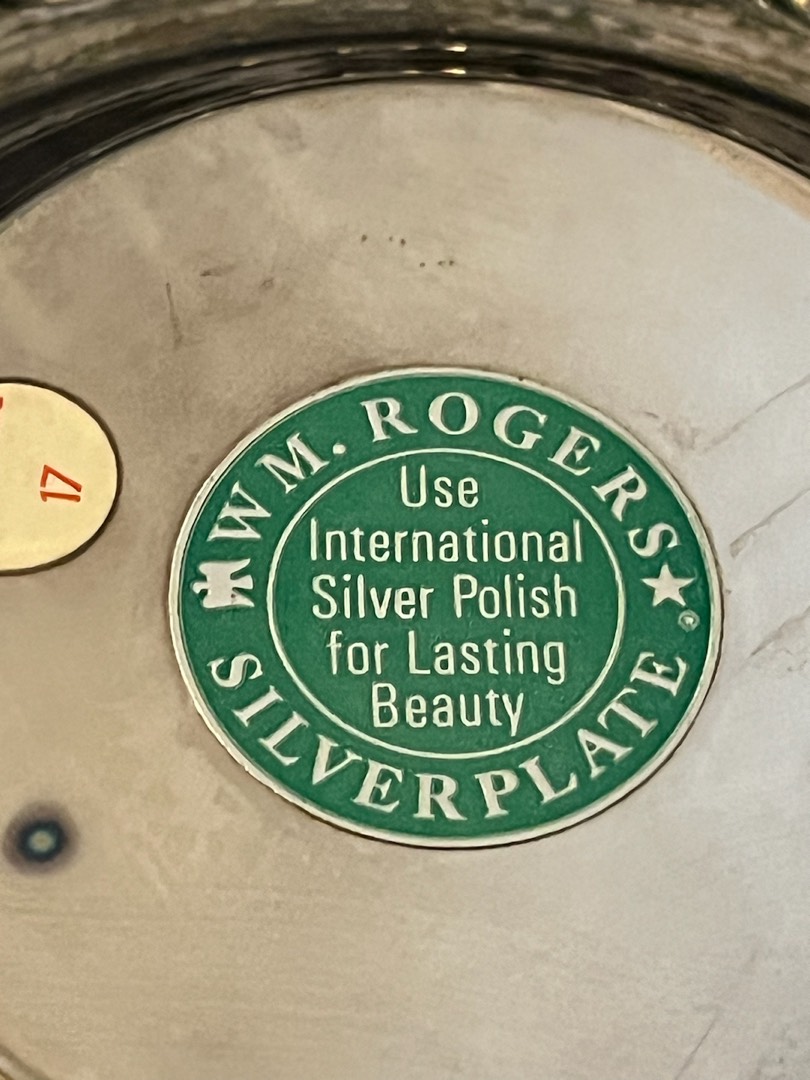 WM. ROGERS
Use
International
Silver Polish
for Lasting
Beauty
SILVERPLATE
®
17